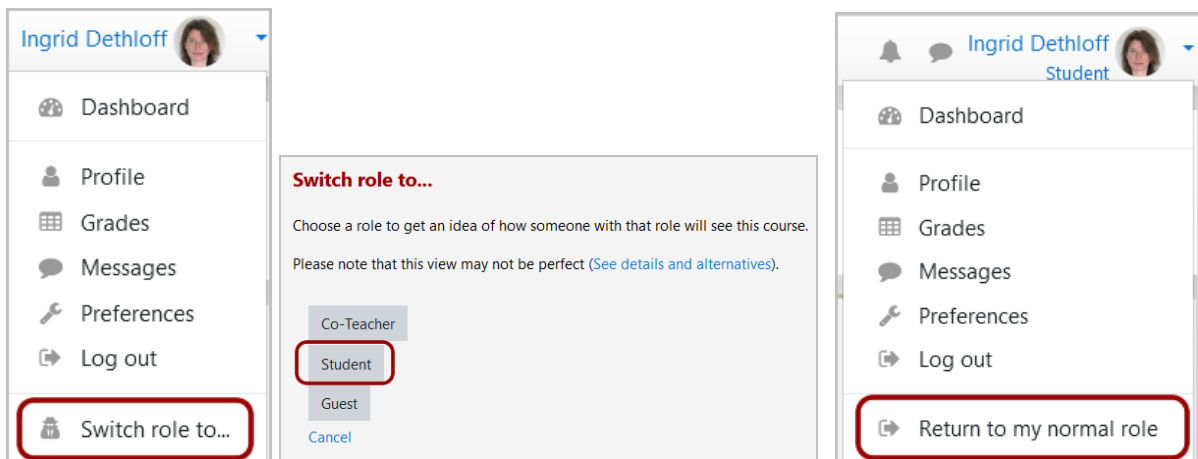 Ingrid Dethloff
Dashboard
Profile
Grades
Messages
Preferences
Log out
Switch role to...
Switch role to...
Choose a role to get an idea of how someone with that role will see this course.
Please note that this view may not be perfect (See details and alternatives).
Co-Teacher
Student
Guest
Cancel
Ingrid Dethloff
Student
Dashboard
Profile
Grades
Messages
Preferences
Log out
Return to my normal role